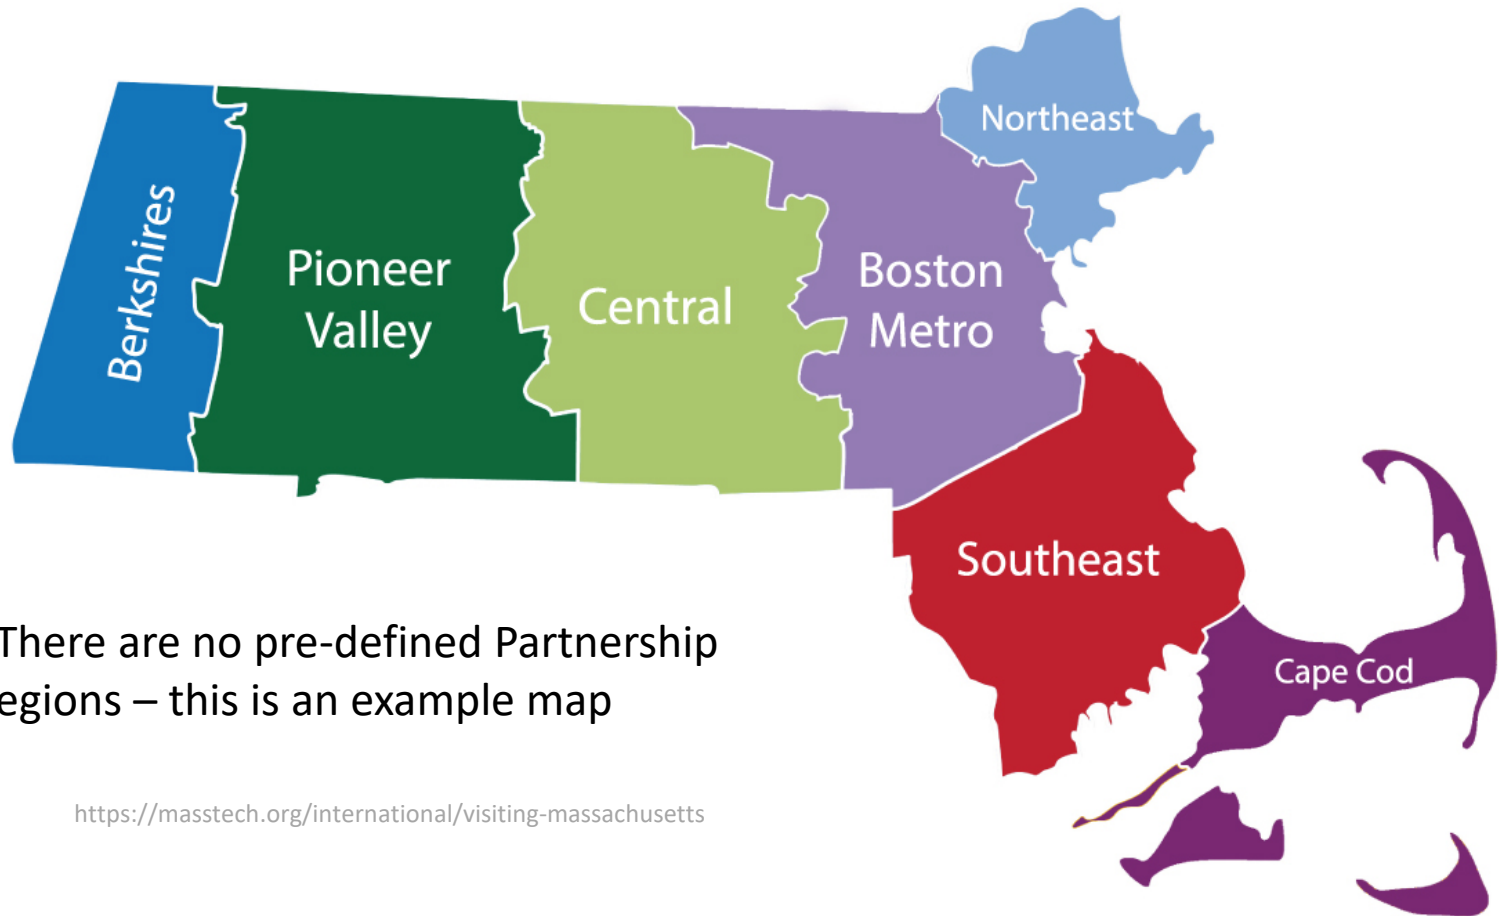 Northeast
Berkshires
Pioneer
Valley
Central
Boston
Metro
Southeast
Cape Cod
There are no pre-defined Partnership
egions – this is an example map
https://masstech.org/international/visiting-massachusetts